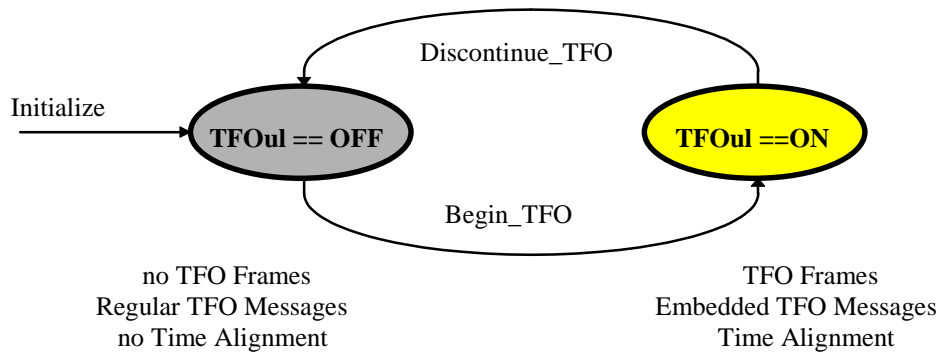 Discontinue_TFO
Initialize
TFOul == OFF
TFOul ==ON
Begin_TFO
no TFO Frames
Regular TFO Messages
no Time Alignment
TFO Frames
Embedded TFO Messages
Time Alignment